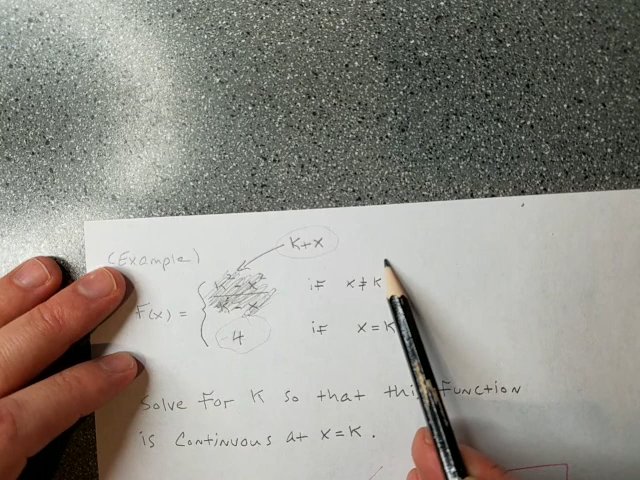 K+x
(Example)
if x≠K
F(x) =
-4 if x=K
Solve For K so that this function
is continuous at x=K.